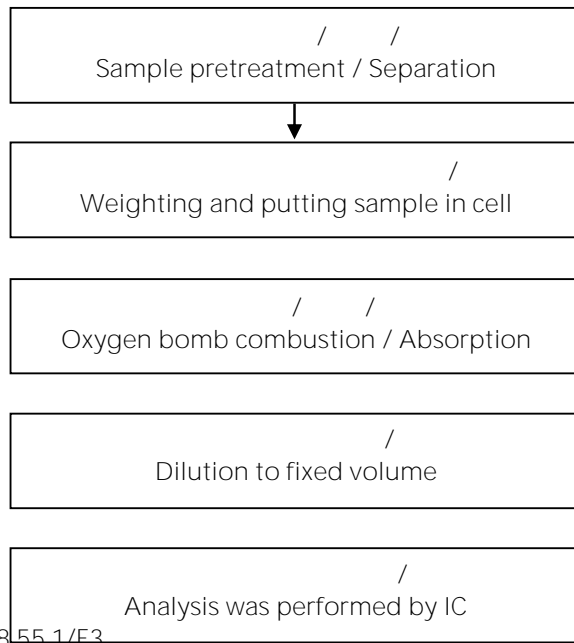 / /
Sample pretreatment / Separation
/
Weighting and putting sample in cell
/ /
Oxygen bomb combustion / Absorption
/
Dilution to fixed volume
/
Analysis was performed by IC